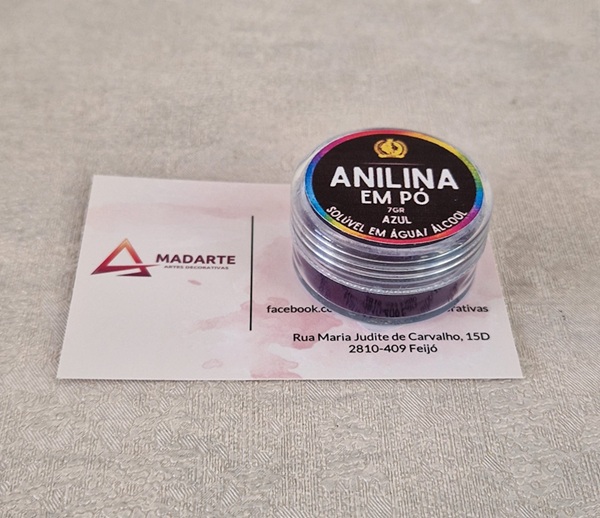 ANILINA
EM PÓ
7GR
AZUL
SOLÚVEL EM ÁGUA/ ÁLCOOL
MADARTE
ARTES DECORATIVAS
Rua Maria Judite de Carvalho, 15D
2810-409 Feijó